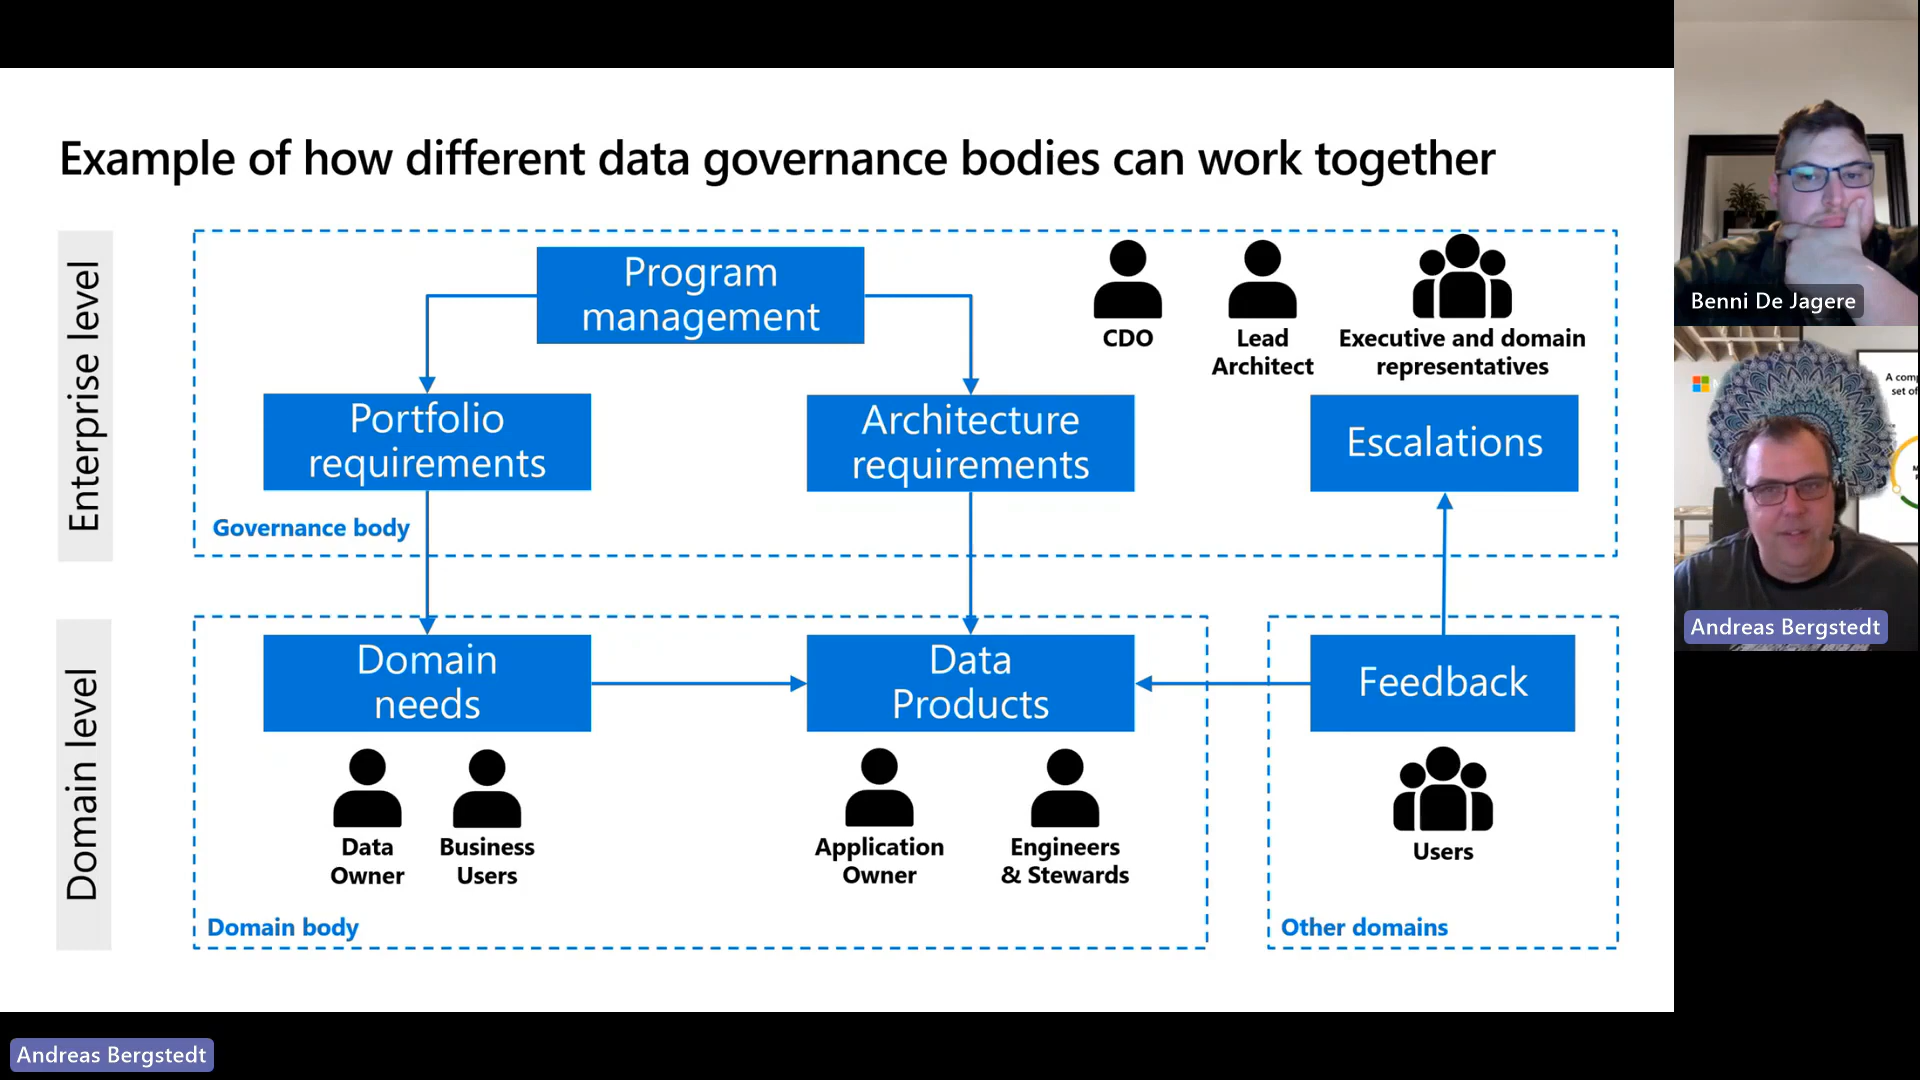 Example of how different data governance bodies can work together
Enterprise level
Program
management
CDO
Lead
Architect
Executive and domain
representatives
Portfolio
requirements
Architecture
requirements
Escalations
Governance body
Domain level
Domain
needs
Data
Products
Feedback
Data
Owner
Business
Users
Application
Owner
Engineers
& Stewards
Users
Domain body
Other domains
Benni De Jagere
Andreas Bergstedt
Andreas Bergstedt